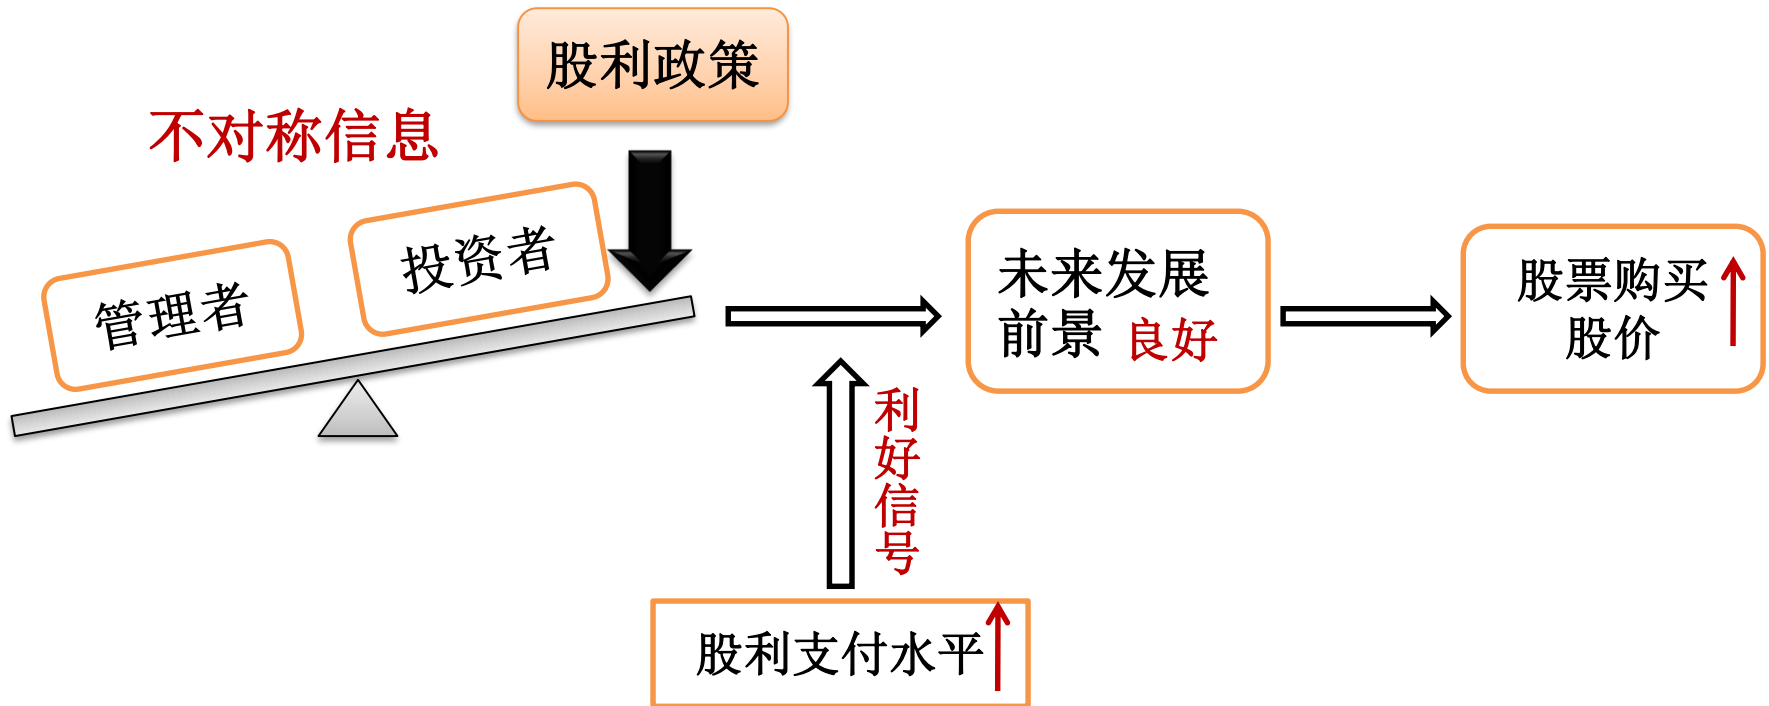 股利政策
不对称信息
投资者
管理者
未来发展
前景 良好
股票购买
股价
利好信号
股利支付水平